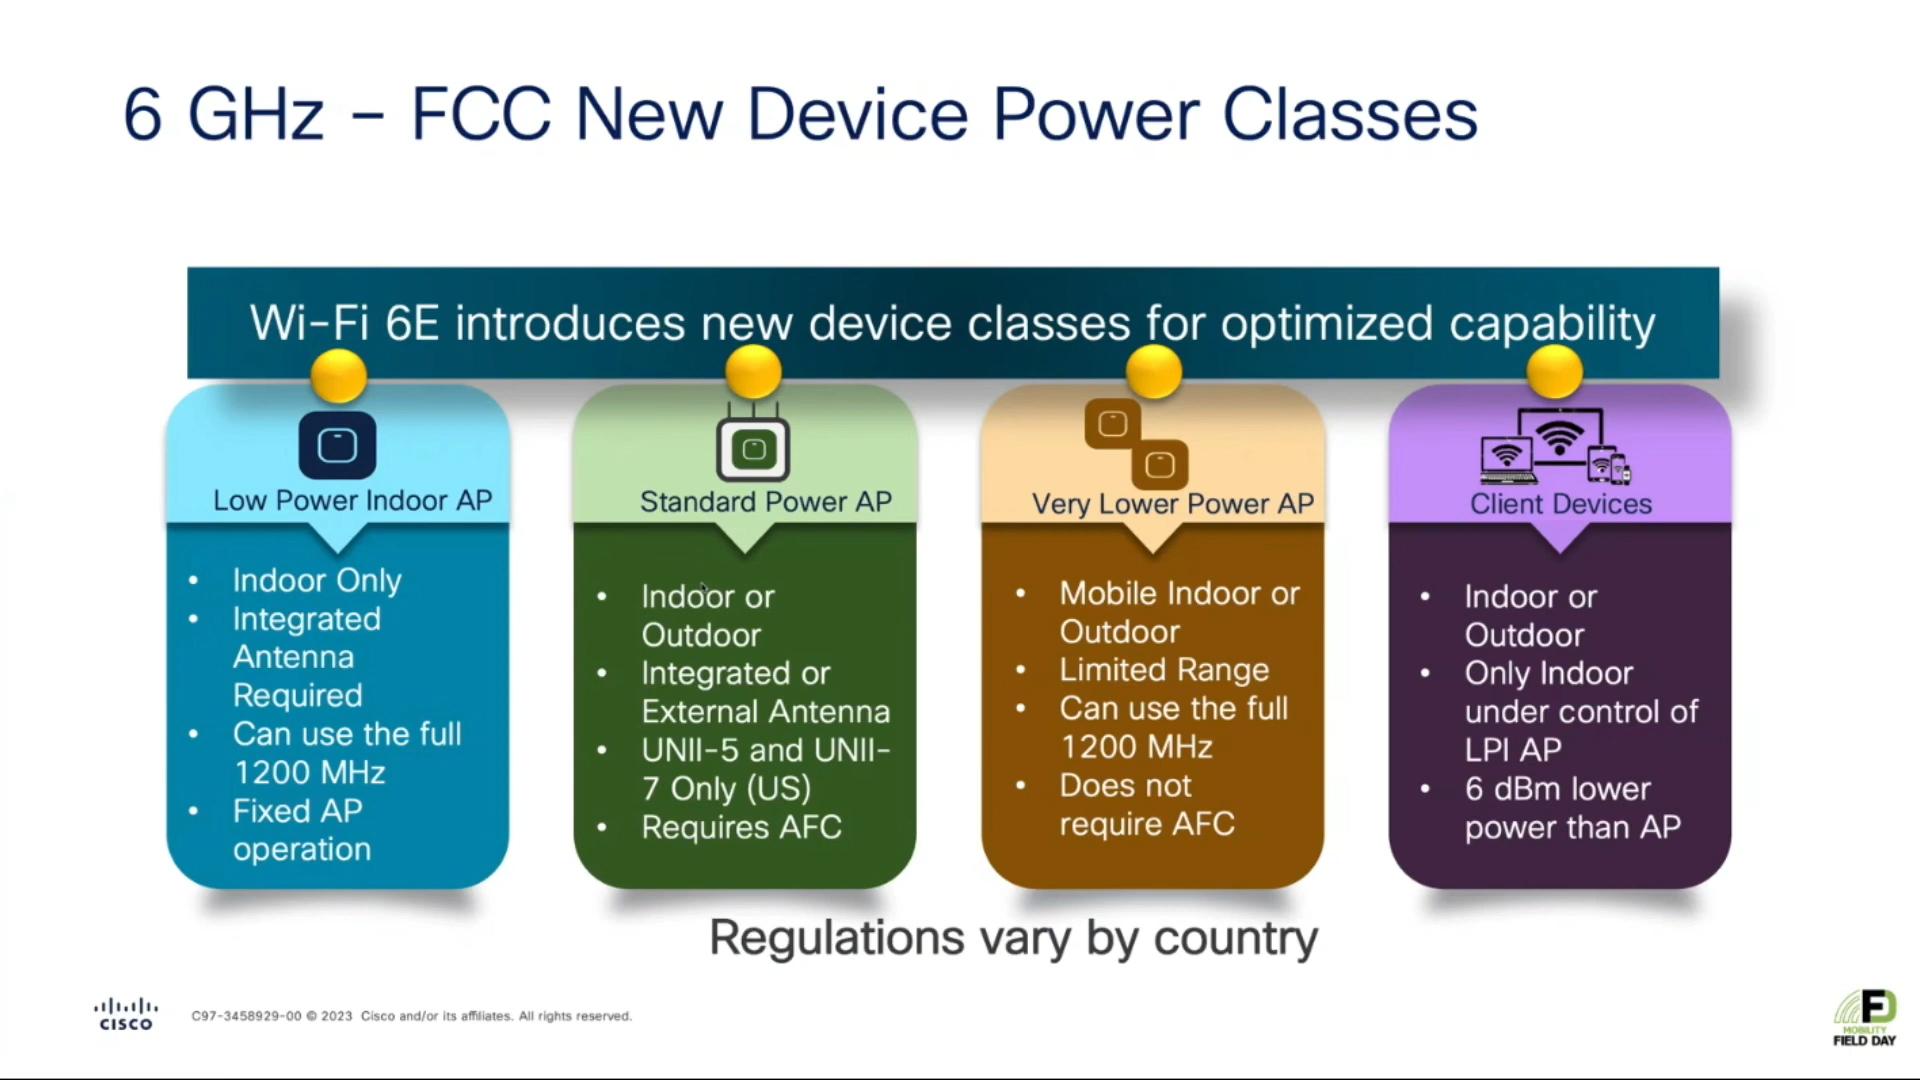 6 GHz – FCC New Device Power Classes
Wi-Fi 6E introduces new device classes for optimized capability
Low Power Indoor AP
• Indoor Only
• Integrated
Antenna
Required
• Can use the full
1200 MHz
• Fixed AP
operation
Standard Power AP
• Indoor or
Outdoor
• Integrated or
External Antenna
• UNII-5 and UNII-
7 Only (US)
• Requires AFC
Very Lower Power AP
• Mobile Indoor or
Outdoor
• Limited Range
• Can use the full
1200 MHz
• Does not
require AFC
Client Devices
• Indoor or
Outdoor
• Only Indoor
under control of
LPI AP
• 6 dBm lower
power than AP
Regulations vary by country
CISCO
C97-3458929-00 © 2023 Cisco and/or its affiliates. All rights reserved.
FD
MOBILITY
FIELD DAY